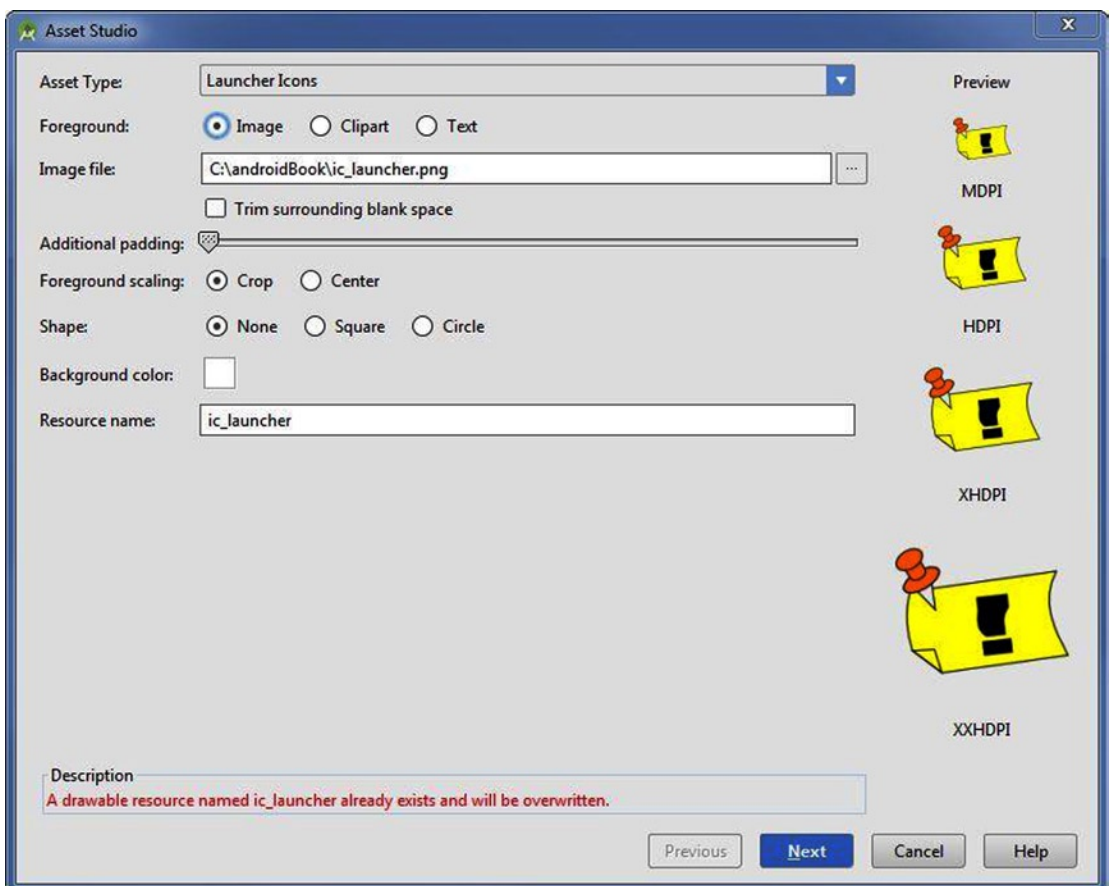 Asset Studio
X
Asset Type:
Launcher Icons
Preview
Foreground:
Image
Clipart
Text
Image file:
C:\androidBook\ic_launcher.png
...
MDPI
Trim surrounding blank space
Additional padding:
Foreground scaling:
Crop
Center
Shape:
None
Square
Circle
HDPI
Background color:
Resource name:
ic_launcher
XHDPI
XXHDPI
Description
A drawable resource named ic_launcher already exists and will be overwritten.
Previous
Next
Cancel
Help